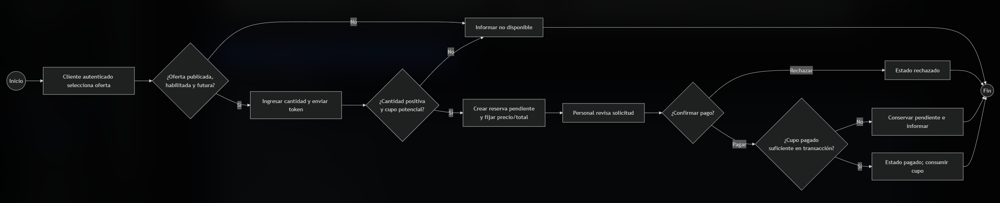 Inicio
Cliente autenticado
selecciona oferta
¿Oferta publicada,
habilitada y futura?
No
Sí
Ingresar cantidad y enviar
token
¿Cantidad positiva
y cupo potencial?
No
Sí
Informar no disponible
Crear reserva pendiente
y fijar precio/total
Personal revisa solicitud
¿Confirmar pago?
Rechazar
Pagar
Estado rechazado
¿Cupo pagado
suficiente en transacción?
No
Sí
Conservar pendiente e
informar
Estado pagado; consumir
cupo
Fin